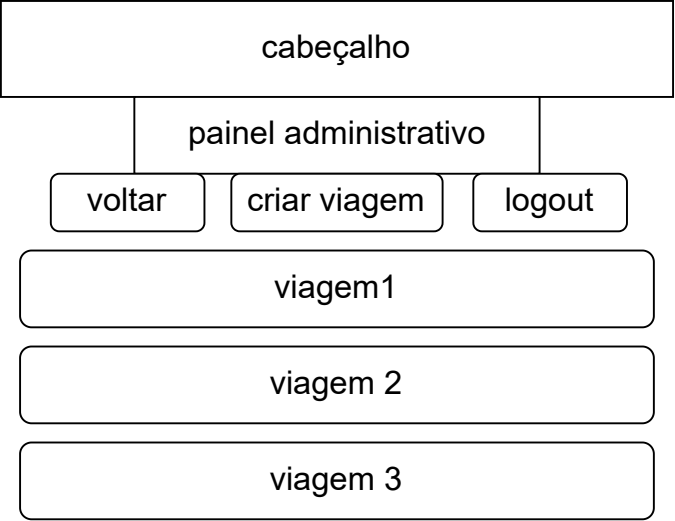 cabeçalho
painel administrativo
voltar
criar viagem
logout
viagem1
viagem 2
viagem 3